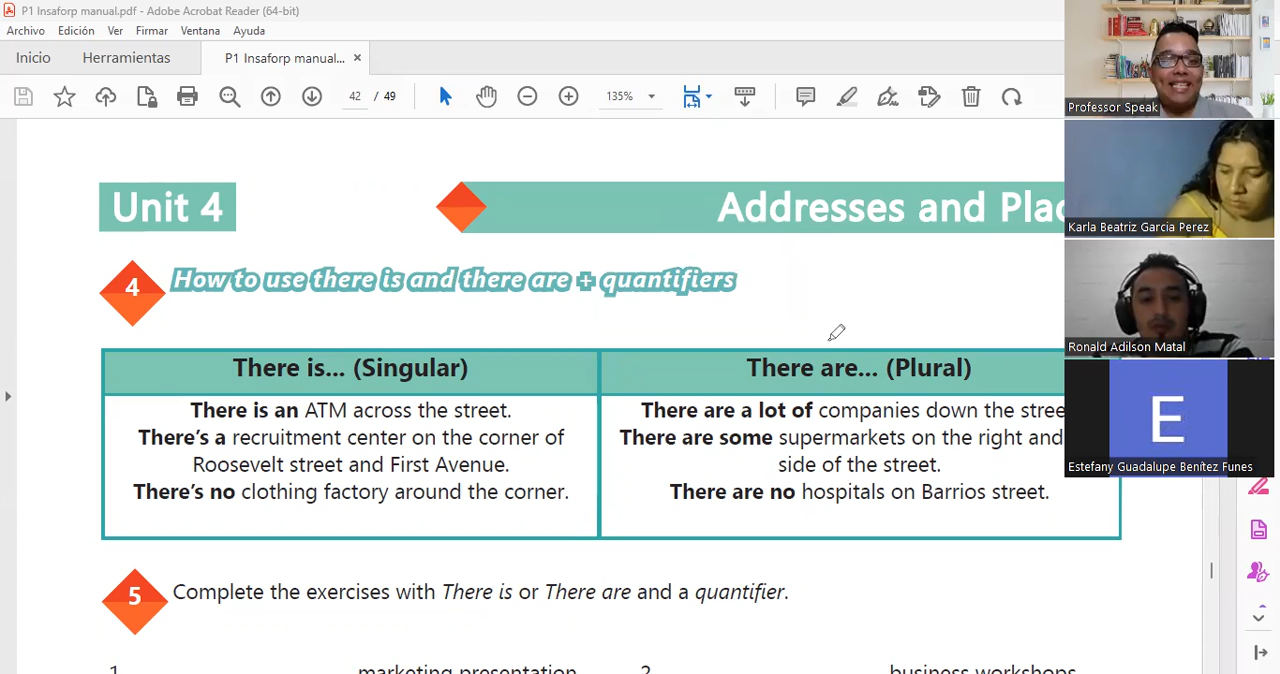 P1 Insaforp manual.pdf - Adobe Acrobat Reader (64-bit)
Archivo Edición Ver Firmar Ventana Ayuda
Inicio Herramientas P1 Insaforp manual... ×
42 / 49 135%
Unit 4
Addresses and Plac
4
How to use there is and there are + quantifiers
There is... (Singular)
There are... (Plural)
There is an ATM across the street.
There's a recruitment center on the corner of
Roosevelt street and First Avenue.
There's no clothing factory around the corner.
There are a lot of companies down the stree
There are some supermarkets on the right and
side of the street.
There are no hospitals on Barrios street.
5
Complete the exercises with There is or There are and a quantifier.
1 marketing presentation
2 business workshops
Professor Speak
Karla Beatriz Garcia Perez
Ronald Adilson Matal
E
Estefany Guadalupe Benítez Funes